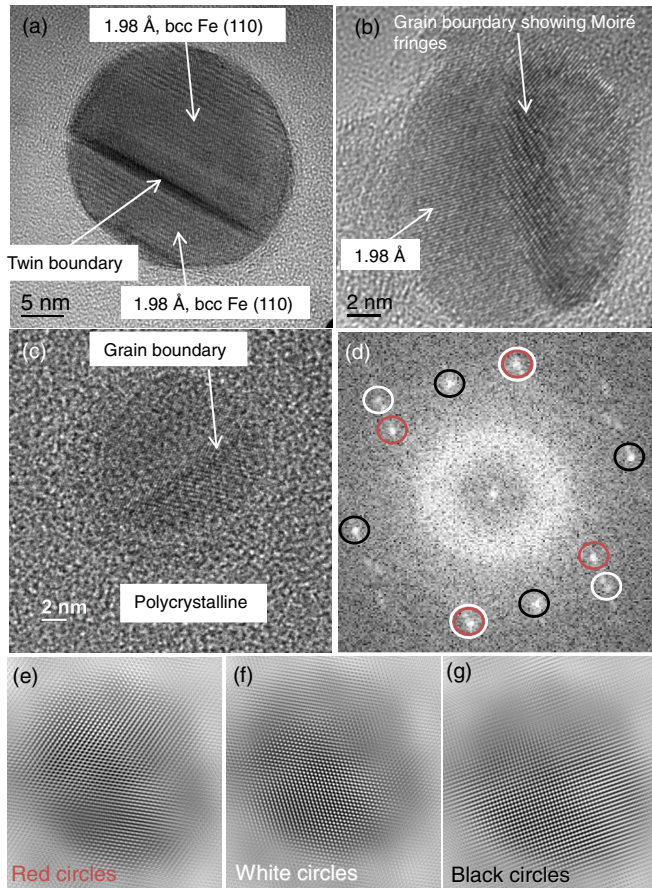 (a)
1.98 Å, bcc Fe (110)
Twin boundary
1.98 Å, bcc Fe (110)
5 nm
(b)
Grain boundary showing Moiré
fringes
1.98 Å
2 nm
(c)
Grain boundary
Polycrystalline
2 nm
(d)
(e)
Red circles
(f)
White circles
(g)
Black circles